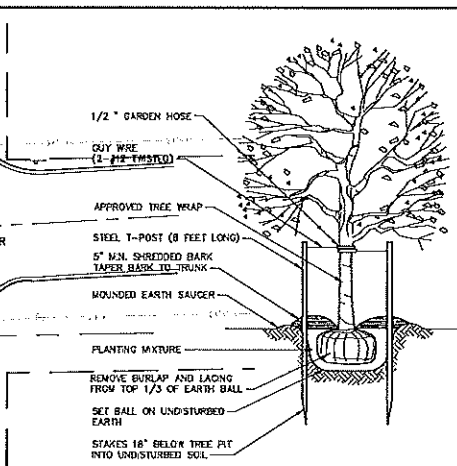 1/2 " GARDEN HOSE
GUY WIRE
(2-#12 TWISTED)
APPROVED TREE WRAP
R
STEEL T-POST (8 FEET LONG)
5" MIN. SHREDDED BARK
TAPER BARK TO TRUNK
MOUNDED EARTH SAUCER
PLANTING MIXTURE
REMOVE BURLAP AND LACING
FROM TOP 1/3 OF EARTH BALL
SET BALL ON UNDISTURBED
EARTH
STAKES 18" BELOW TREE PIT
INTO UNDISTURBED SOIL